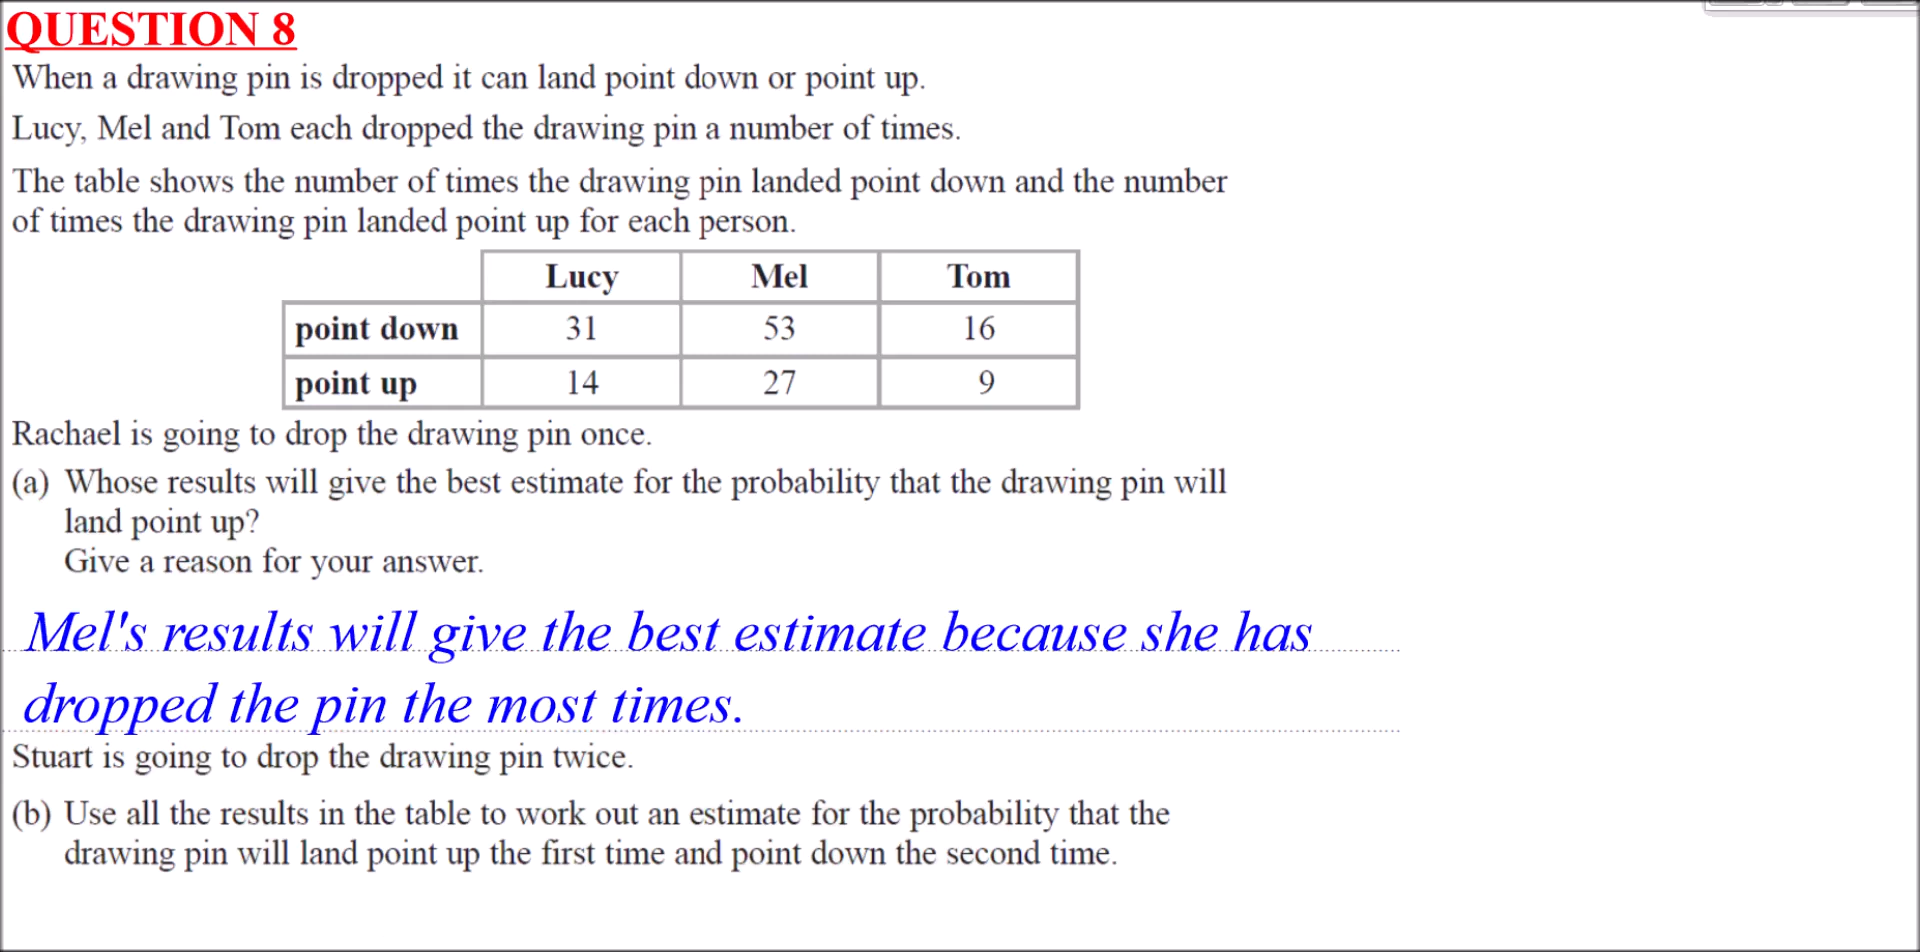 QUESTION 8
When a drawing pin is dropped it can land point down or point up.
Lucy, Mel and Tom each dropped the drawing pin a number of times.
The table shows the number of times the drawing pin landed point down and the number
of times the drawing pin landed point up for each person.
Lucy Mel Tom
point down 31 53 16
point up 14 27 9
Rachael is going to drop the drawing pin once.
(a) Whose results will give the best estimate for the probability that the drawing pin will
land point up?
Give a reason for your answer.
Mel's results will give the best estimate because she has
dropped the pin the most times.
Stuart is going to drop the drawing pin twice.
(b) Use all the results in the table to work out an estimate for the probability that the
drawing pin will land point up the first time and point down the second time.